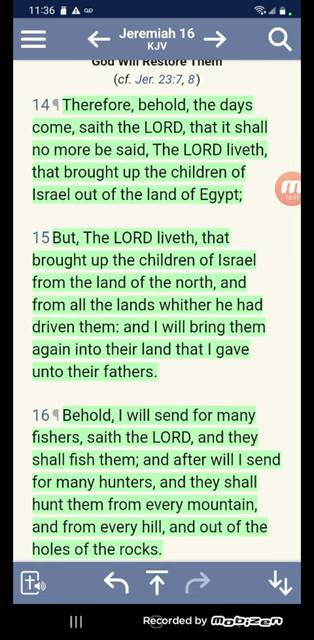 11:36
Jeremiah 16
KJV
God Will Restore Them
(cf. Jer. 23:7, 8)
14¶ Therefore, behold, the days
come, saith the LORD, that it shall
no more be said, The LORD liveth,
that brought up the children of
Israel out of the land of Egypt;
15 But, The LORD liveth, that
brought up the children of Israel
from the land of the north, and
from all the lands whither he had
driven them: and I will bring them
again into their land that I gave
unto their fathers.
16¶ Behold, I will send for many
fishers, saith the LORD, and they
shall fish them; and after will I send
for many hunters, and they shall
hunt them from every mountain,
and from every hill, and out of the
holes of the rocks.
Recorded by mobizen